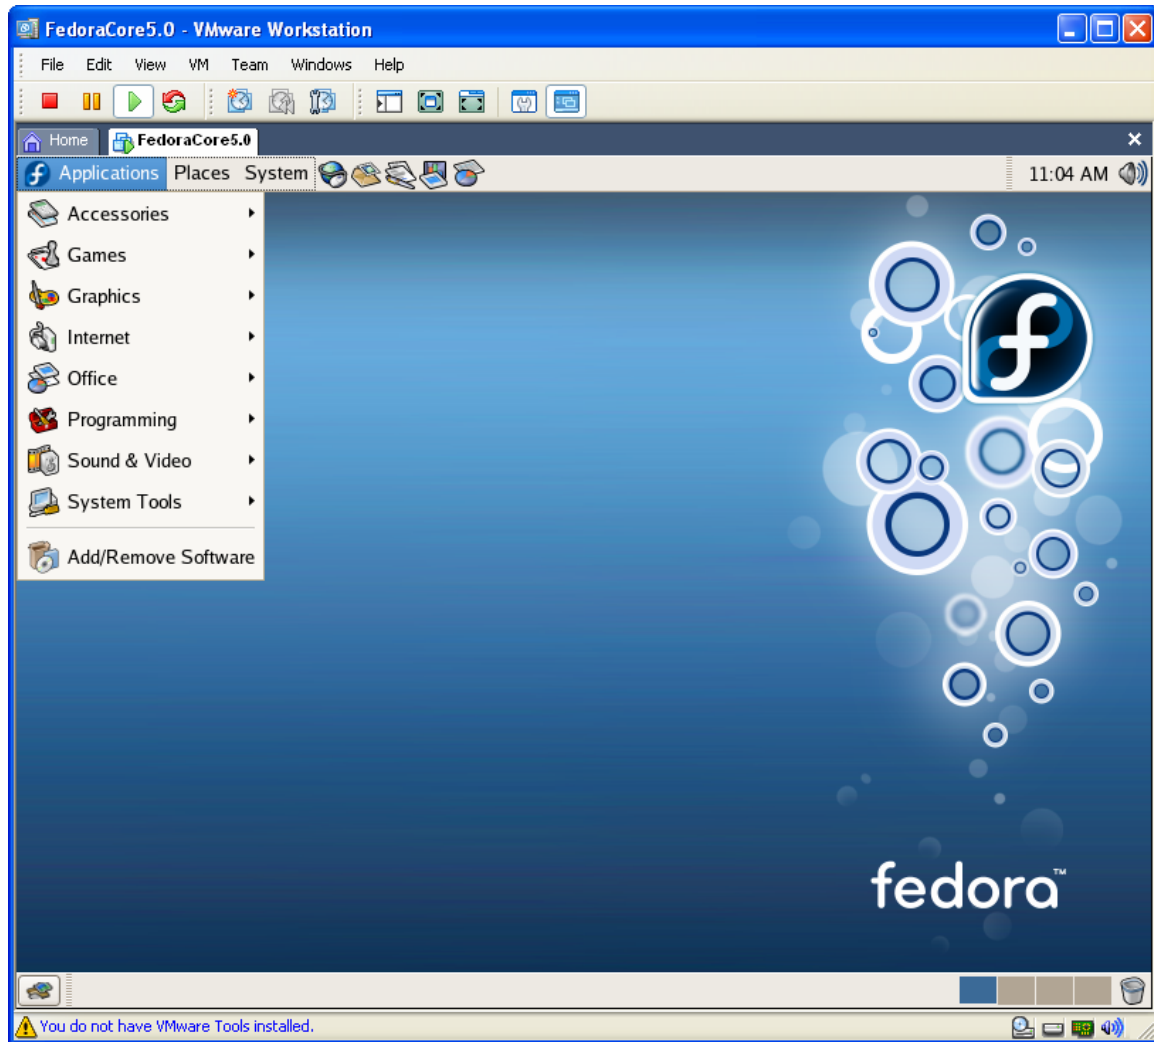 FedoraCore5.0 - VMware Workstation
File Edit View VM Team Windows Help
Home FedoraCore5.0
Applications Places System 11:04 AM
Accessories
Games
Graphics
Internet
Office
Programming
Sound & Video
System Tools
Add/Remove Software
fedora™
You do not have VMware Tools installed.